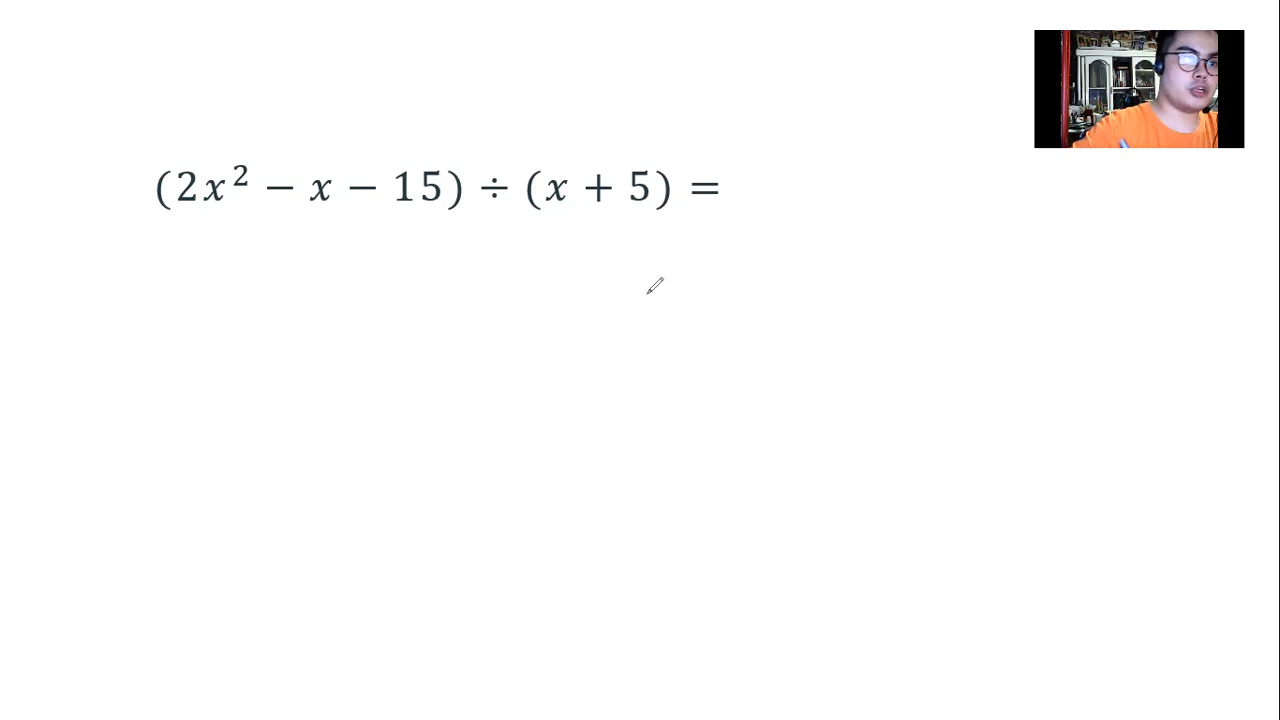 (2x² − x − 15) ÷ (x + 5) =